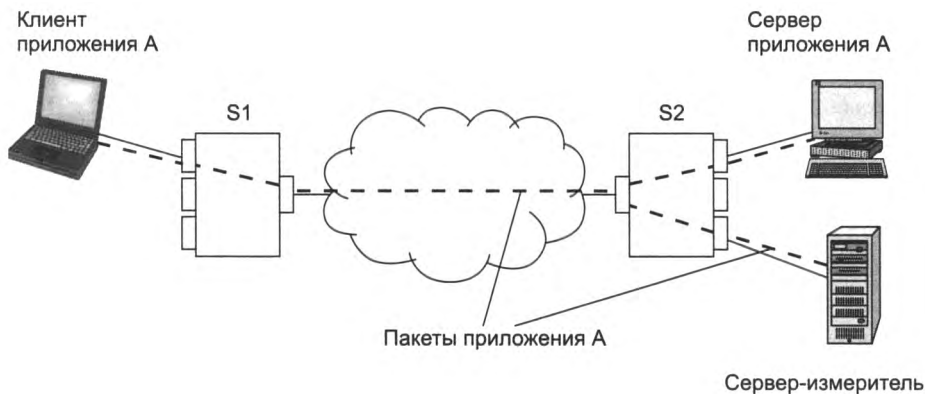 Клиент
приложения А
Сервер
приложения А
S1
S2
Пакеты приложения А
Сервер-измеритель